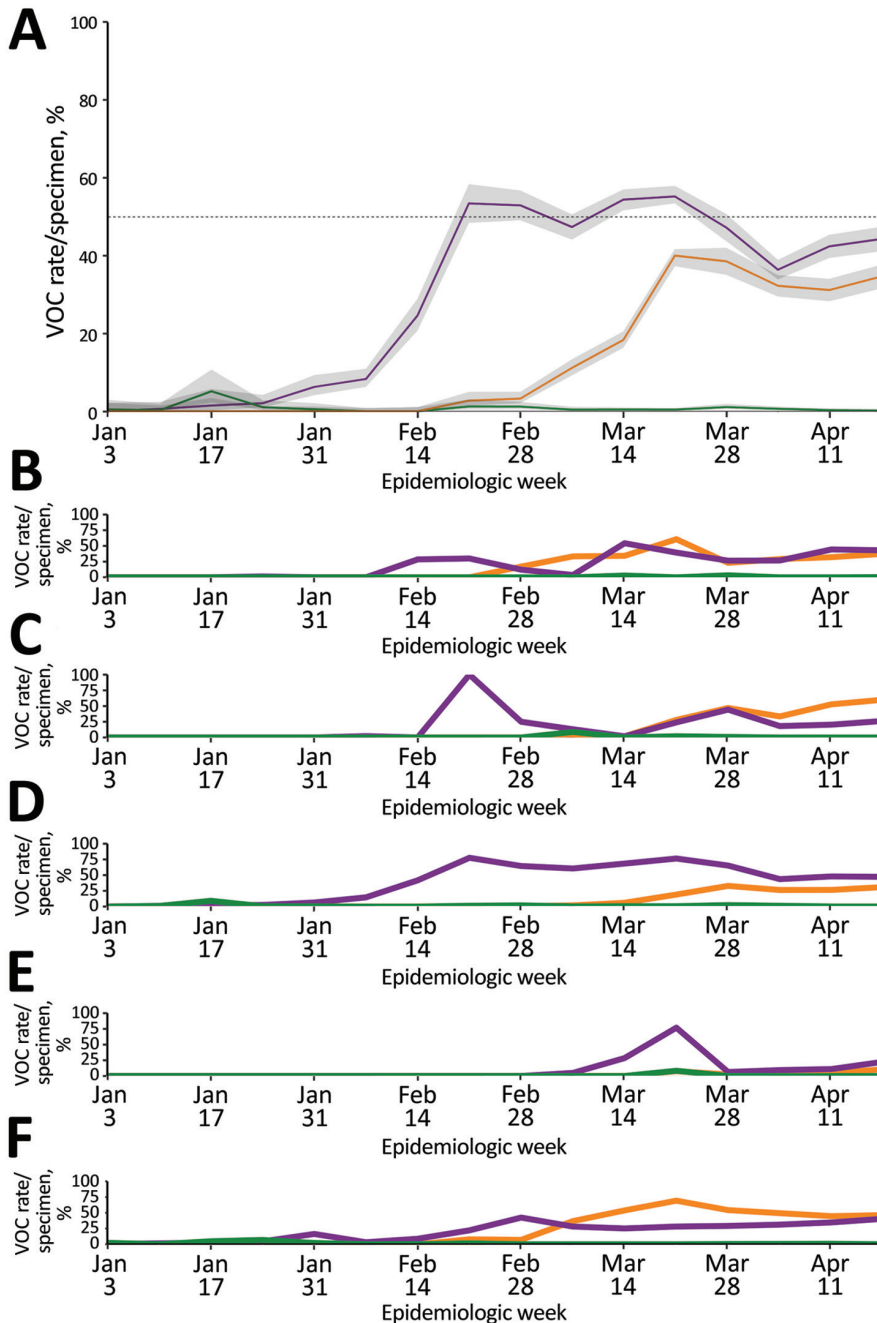 A
VOC rate/specimen, %
100
80
60
40
20
0
Jan Jan Jan Feb Feb Mar Mar Apr
3 17 31 14 28 14 28 11
Epidemiologic week
B
VOC rate/
specimen,
%
100
75
50
25
0
Jan Jan Jan Feb Feb Mar Mar Apr
3 17 31 14 28 14 28 11
Epidemiologic week
C
VOC rate/
specimen,
%
100
75
50
25
0
Jan Jan Jan Feb Feb Mar Mar Apr
3 17 31 14 28 14 28 11
Epidemiologic week
D
VOC rate/
specimen,
%
100
75
50
25
0
Jan Jan Jan Feb Feb Mar Mar Apr
3 17 31 14 28 14 28 11
Epidemiologic week
E
VOC rate/
specimen,
%
100
75
50
25
0
Jan Jan Jan Feb Feb Mar Mar Apr
3 17 31 14 28 14 28 11
Epidemiologic week
F
VOC rate/
specimen,
%
100
75
50
25
0
Jan Jan Jan Feb Feb Mar Mar Apr
3 17 31 14 28 14 28 11
Epidemiologic week